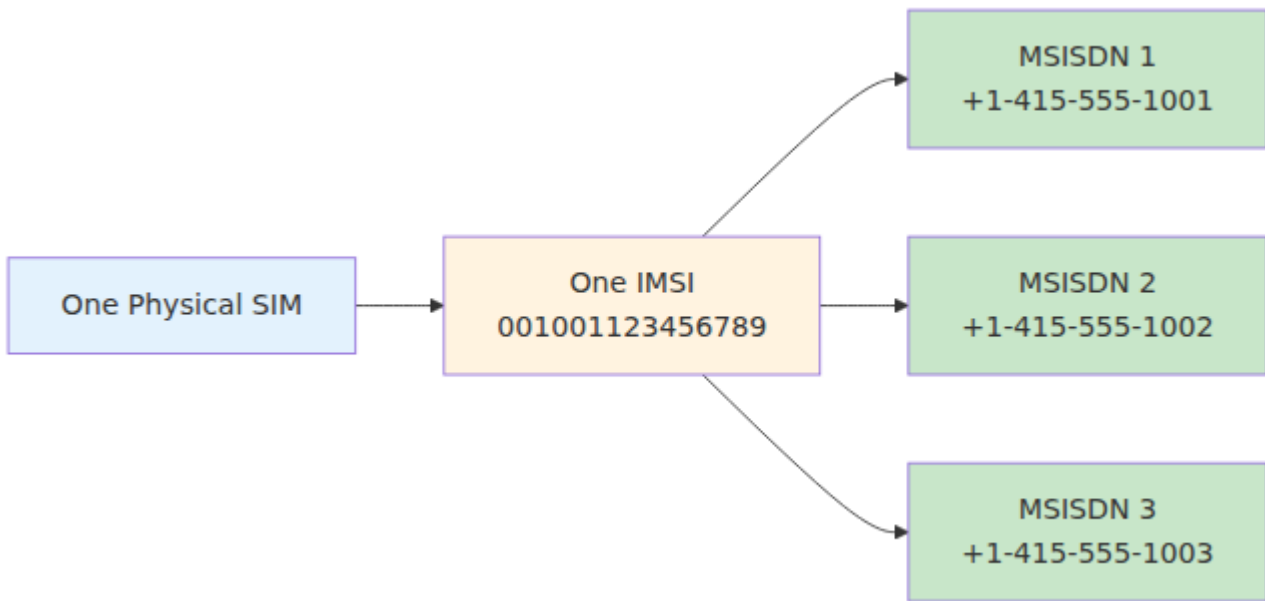 One Physical SIM
One IMSI
001001123456789
MSISDN 1
+1-415-555-1001
MSISDN 2
+1-415-555-1002
MSISDN 3
+1-415-555-1003